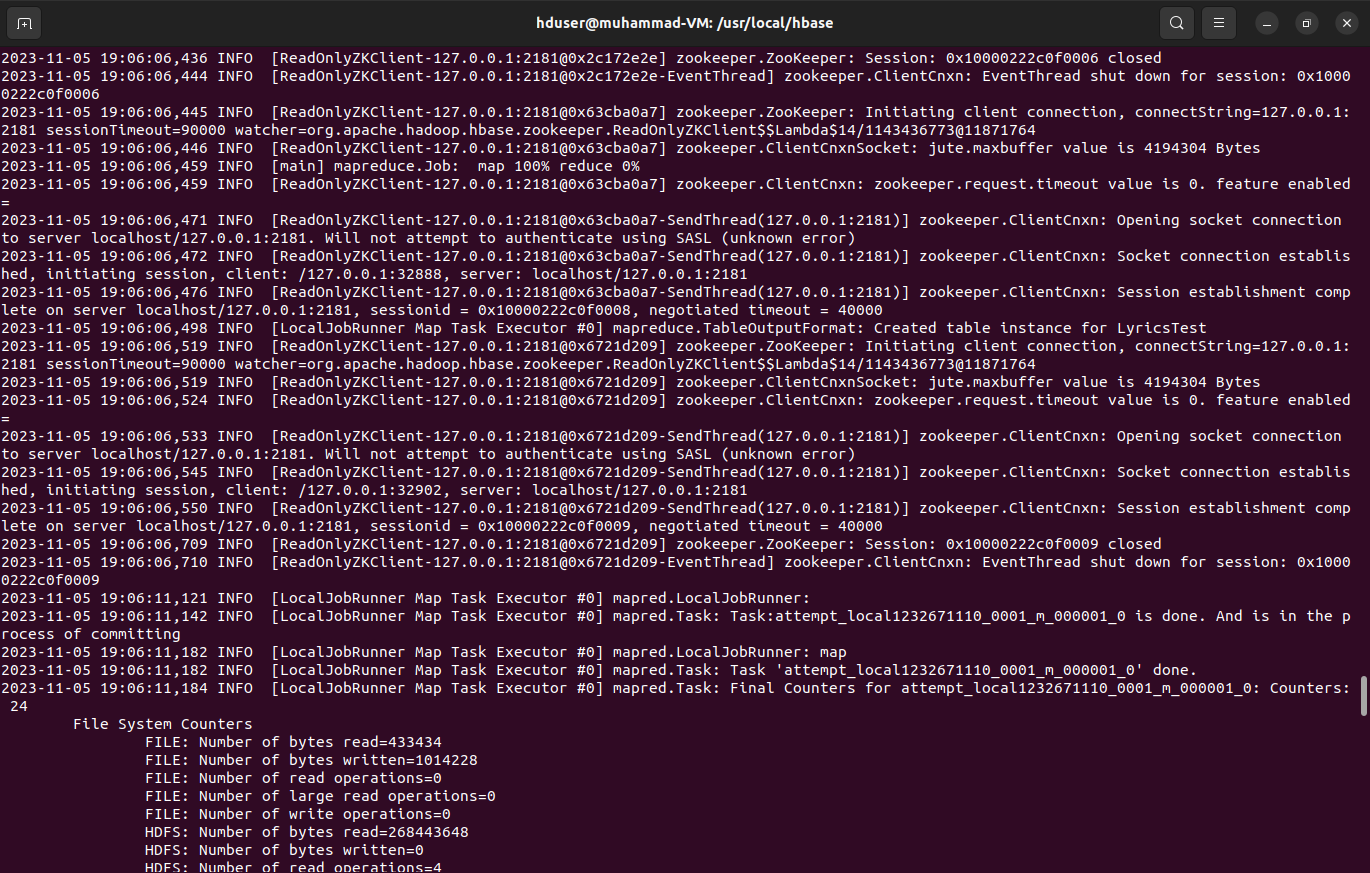 hduser@muhammad-VM: /usr/local/hbase
2023-11-05 19:06:06,436 INFO  [ReadOnlyZKClient-127.0.0.1:2181@0x2c172e2e] zookeeper.ZooKeeper: Session: 0x10000222c0f0006 closed
2023-11-05 19:06:06,444 INFO  [ReadOnlyZKClient-127.0.0.1:2181@0x2c172e2e-EventThread] zookeeper.ClientCnxn: EventThread shut down for session: 0x1000
0222c0f0006
2023-11-05 19:06:06,445 INFO  [ReadOnlyZKClient-127.0.0.1:2181@0x63cba0a7] zookeeper.ZooKeeper: Initiating client connection, connectString=127.0.0.1:
2181 sessionTimeout=90000 watcher=org.apache.hadoop.hbase.zookeeper.ReadOnlyZKClient$$Lambda$14/1143436773@11871764
2023-11-05 19:06:06,446 INFO  [ReadOnlyZKClient-127.0.0.1:2181@0x63cba0a7] zookeeper.ClientCnxnSocket: jute.maxbuffer value is 4194304 Bytes
2023-11-05 19:06:06,459 INFO  [main] mapreduce.Job:  map 100% reduce 0%
2023-11-05 19:06:06,459 INFO  [ReadOnlyZKClient-127.0.0.1:2181@0x63cba0a7] zookeeper.ClientCnxn: zookeeper.request.timeout value is 0. feature enabled
=
2023-11-05 19:06:06,471 INFO  [ReadOnlyZKClient-127.0.0.1:2181@0x63cba0a7-SendThread(127.0.0.1:2181)] zookeeper.ClientCnxn: Opening socket connection
to server localhost/127.0.0.1:2181. Will not attempt to authenticate using SASL (unknown error)
2023-11-05 19:06:06,472 INFO  [ReadOnlyZKClient-127.0.0.1:2181@0x63cba0a7-SendThread(127.0.0.1:2181)] zookeeper.ClientCnxn: Socket connection establis
hed, initiating session, client: /127.0.0.1:32888, server: localhost/127.0.0.1:2181
2023-11-05 19:06:06,476 INFO  [ReadOnlyZKClient-127.0.0.1:2181@0x63cba0a7-SendThread(127.0.0.1:2181)] zookeeper.ClientCnxn: Session establishment comp
lete on server localhost/127.0.0.1:2181, sessionid = 0x10000222c0f0008, negotiated timeout = 40000
2023-11-05 19:06:06,498 INFO  [LocalJobRunner Map Task Executor #0] mapreduce.TableOutputFormat: Created table instance for LyricsTest
2023-11-05 19:06:06,519 INFO  [ReadOnlyZKClient-127.0.0.1:2181@0x6721d209] zookeeper.ZooKeeper: Initiating client connection, connectString=127.0.0.1:
2181 sessionTimeout=90000 watcher=org.apache.hadoop.hbase.zookeeper.ReadOnlyZKClient$$Lambda$14/1143436773@11871764
2023-11-05 19:06:06,519 INFO  [ReadOnlyZKClient-127.0.0.1:2181@0x6721d209] zookeeper.ClientCnxnSocket: jute.maxbuffer value is 4194304 Bytes
2023-11-05 19:06:06,524 INFO  [ReadOnlyZKClient-127.0.0.1:2181@0x6721d209] zookeeper.ClientCnxn: zookeeper.request.timeout value is 0. feature enabled
=
2023-11-05 19:06:06,533 INFO  [ReadOnlyZKClient-127.0.0.1:2181@0x6721d209-SendThread(127.0.0.1:2181)] zookeeper.ClientCnxn: Opening socket connection
to server localhost/127.0.0.1:2181. Will not attempt to authenticate using SASL (unknown error)
2023-11-05 19:06:06,545 INFO  [ReadOnlyZKClient-127.0.0.1:2181@0x6721d209-SendThread(127.0.0.1:2181)] zookeeper.ClientCnxn: Socket connection establis
hed, initiating session, client: /127.0.0.1:32902, server: localhost/127.0.0.1:2181
2023-11-05 19:06:06,550 INFO  [ReadOnlyZKClient-127.0.0.1:2181@0x6721d209-SendThread(127.0.0.1:2181)] zookeeper.ClientCnxn: Session establishment comp
lete on server localhost/127.0.0.1:2181, sessionid = 0x10000222c0f0009, negotiated timeout = 40000
2023-11-05 19:06:06,709 INFO  [ReadOnlyZKClient-127.0.0.1:2181@0x6721d209] zookeeper.ZooKeeper: Session: 0x10000222c0f0009 closed
2023-11-05 19:06:06,710 INFO  [ReadOnlyZKClient-127.0.0.1:2181@0x6721d209-EventThread] zookeeper.ClientCnxn: EventThread shut down for session: 0x1000
0222c0f0009
2023-11-05 19:06:11,121 INFO  [LocalJobRunner Map Task Executor #0] mapred.LocalJobRunner:
2023-11-05 19:06:11,142 INFO  [LocalJobRunner Map Task Executor #0] mapred.Task: Task:attempt_local1232671110_0001_m_000001_0 is done. And is in the p
rocess of committing
2023-11-05 19:06:11,182 INFO  [LocalJobRunner Map Task Executor #0] mapred.LocalJobRunner: map
2023-11-05 19:06:11,182 INFO  [LocalJobRunner Map Task Executor #0] mapred.Task: Task 'attempt_local1232671110_0001_m_000001_0' done.
2023-11-05 19:06:11,184 INFO  [LocalJobRunner Map Task Executor #0] mapred.Task: Final Counters for attempt_local1232671110_0001_m_000001_0: Counters:
 24
File System Counters
FILE: Number of bytes read=433434
FILE: Number of bytes written=1014228
FILE: Number of read operations=0
FILE: Number of large read operations=0
FILE: Number of write operations=0
HDFS: Number of bytes read=268443648
HDFS: Number of bytes written=0
HDFS: Number of read operations=4